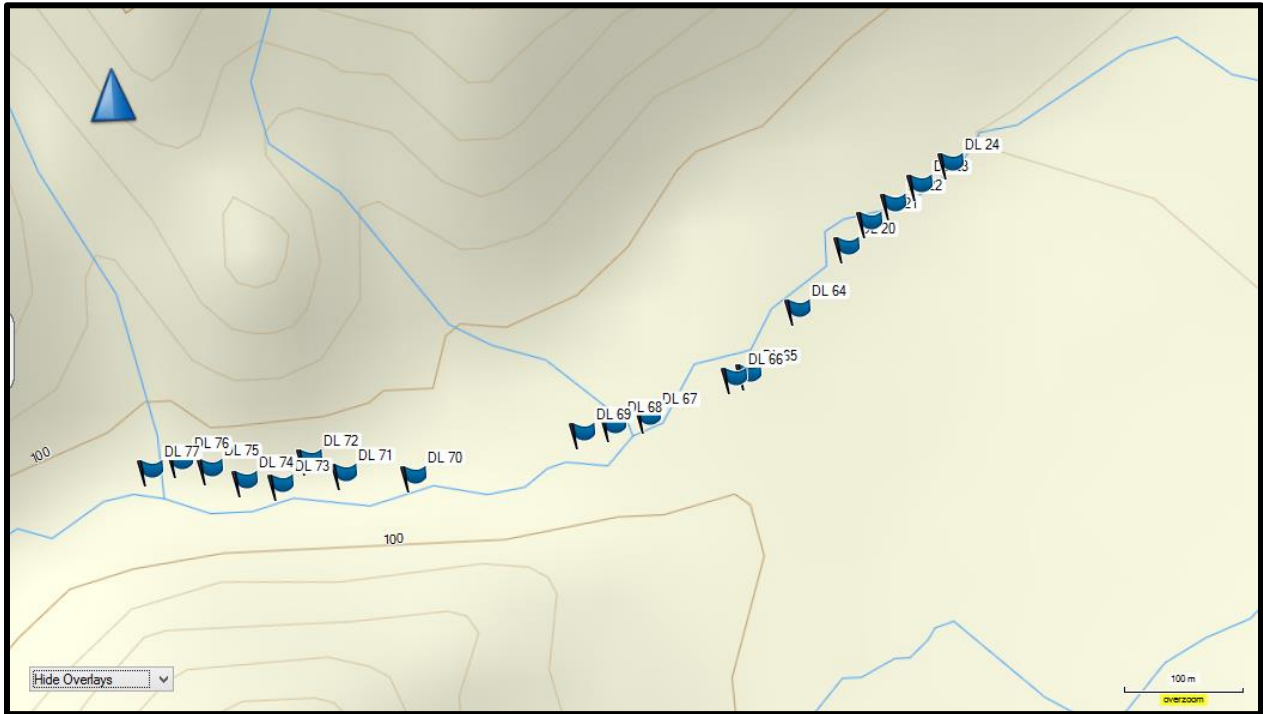 DL 24
DL 20
DL 64
DL 66
DL 67
DL 68
DL 69
DL 70
DL 71
DL 72
DL 73
DL 74
DL 75
DL 76
DL 77
100
100
Hide Overlays
100 m
overzoom